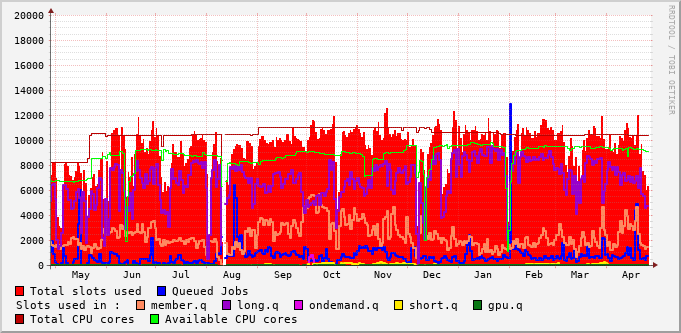 RRDTOOL / TOBI OETIKER
20000
18000
16000
14000
12000
10000
8000
6000
4000
2000
0
May Jun Jul Aug Sep Oct Nov Dec Jan Feb Mar Apr
Total slots used Queued Jobs
Slots used in : member.q long.q ondemand.q short.q gpu.q
Total CPU cores Available CPU cores